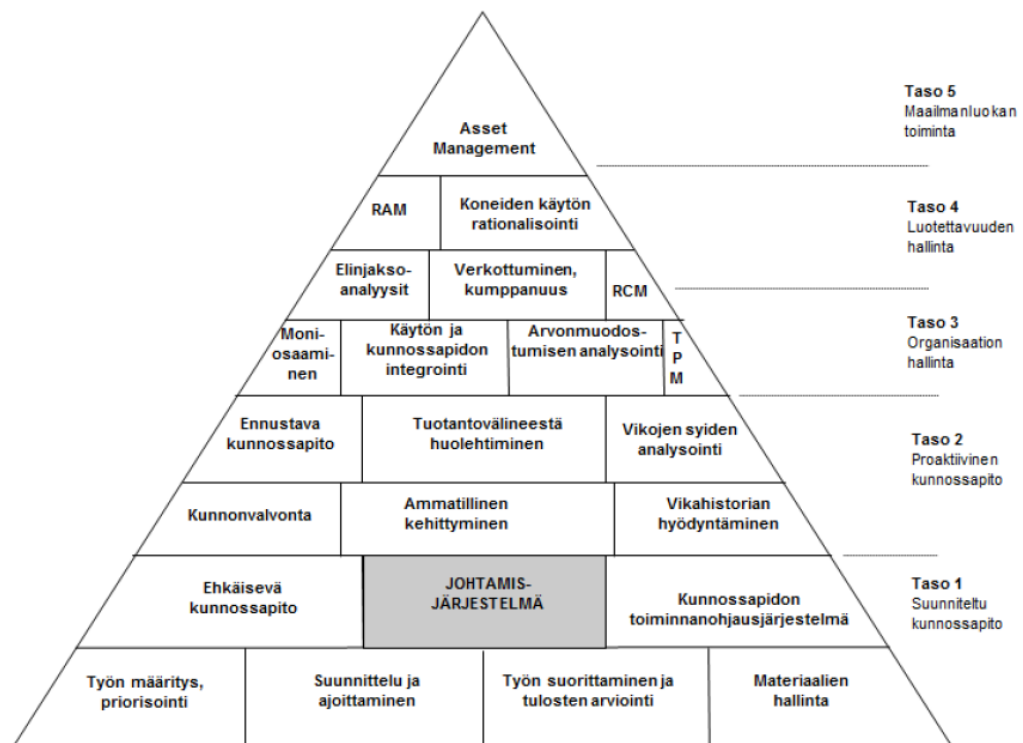 Asset
Management
RAM
Koneiden käytön
rationalisointi
Elinjakso-
analyysit
Verkottuminen,
kumppanuus
RCM
Moni-
osaami-
nen
Käytön ja
kunnossapidon
integrointi
Arvonmuodos-
tumisen analysointi
T
P
M
Ennustava
kunnossapito
Tuotantovälineestä
huolehtiminen
Vikojen syiden
analysointi
Kunnonvalvonta
Ammatillinen
kehittyminen
Vikahistorian
hyödyntäminen
Ehkäisevä
kunnossapito
JOHTAMIS-
JÄRJESTELMÄ
Kunnossapidon
toiminnanohjausjärjestelmä
Työn määritys,
priorisointi
Suunnittelu ja
ajoittaminen
Työn suorittaminen ja
tulosten arviointi
Materiaalien
hallinta
Taso 5
Maailmanluokan
toiminta
Taso 4
Luotettavuuden
hallinta
Taso 3
Organisaation
hallinta
Taso 2
Proaktiivinen
kunnossapito
Taso 1
Suunniteltu
kunnossapito